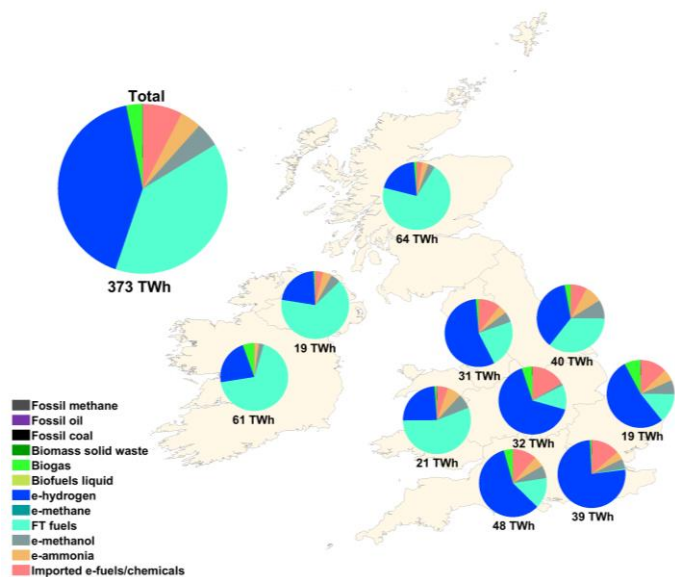 Total
373 TWh
64 TWh
19 TWh
61 TWh
31 TWh
40 TWh
32 TWh
19 TWh
21 TWh
48 TWh
39 TWh
Fossil methane
Fossil oil
Fossil coal
Biomass solid waste
Biogas
Biofuels liquid
e-hydrogen
e-methane
FT fuels
e-methanol
e-ammonia
Imported e-fuels/chemicals